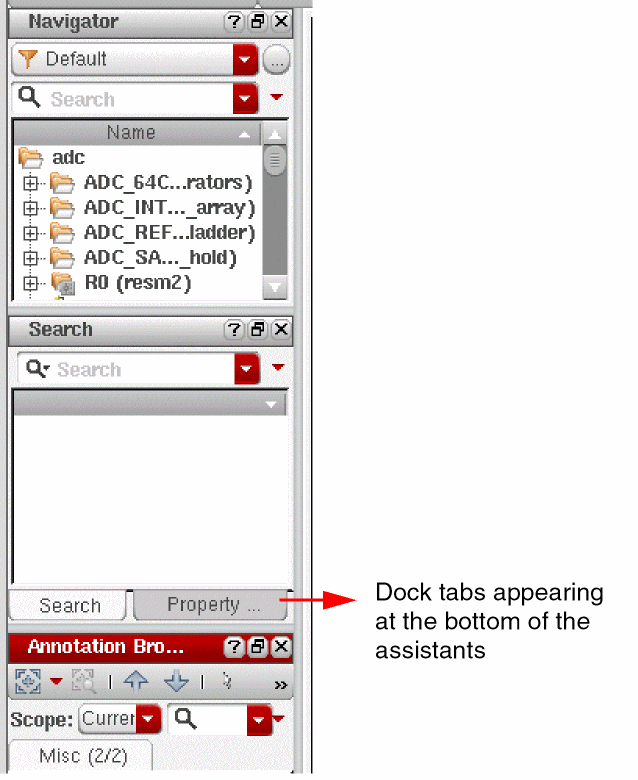 Navigator
Default
...
Search
Name
adc
ADC_64C...rators)
ADC_INT..._array)
ADC_REF...ladder)
ADC_SA..._hold)
R0 (resm2)
Search
Search
Search
Property ...
Dock tabs appearing
at the bottom of the
assistants
Annotation Bro...
Scope: Currer
Misc (2/2)